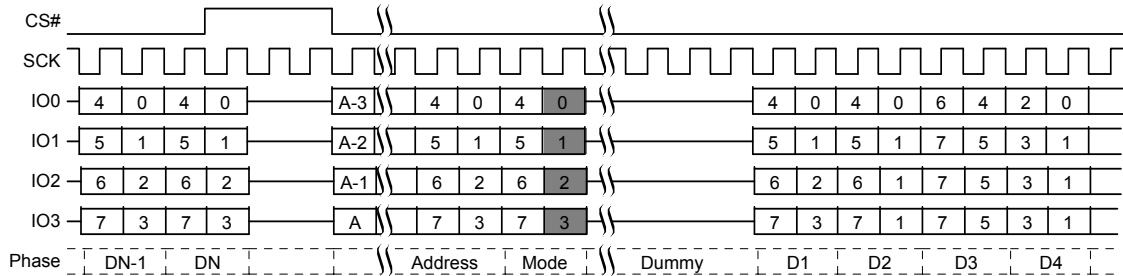 CS#
SCK
IO0 4 0 4 0 A-3 4 0 4 0 4 0 4 0 6 4 2 0
IO1 5 1 5 1 A-2 5 1 5 1 5 1 5 1 7 5 3 1
IO2 6 2 6 2 A-1 6 2 6 2 6 2 6 1 7 5 3 1
IO3 7 3 7 3 A 7 3 7 3 7 3 7 1 7 5 3 1
Phase DN-1 DN Address Mode Dummy D1 D2 D3 D4